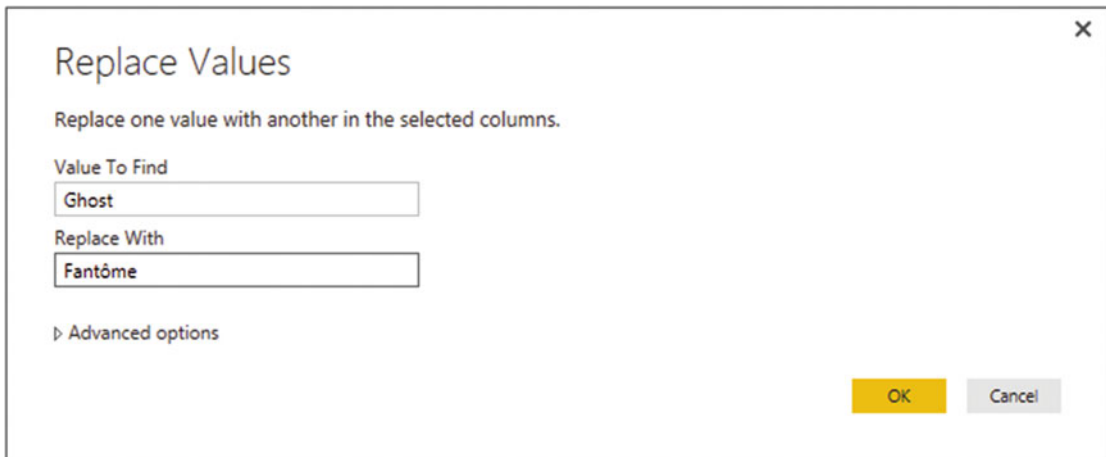 Replace Values
Replace one value with another in the selected columns.
Value To Find
Ghost
Replace With
Fantôme
Advanced options
OK
Cancel